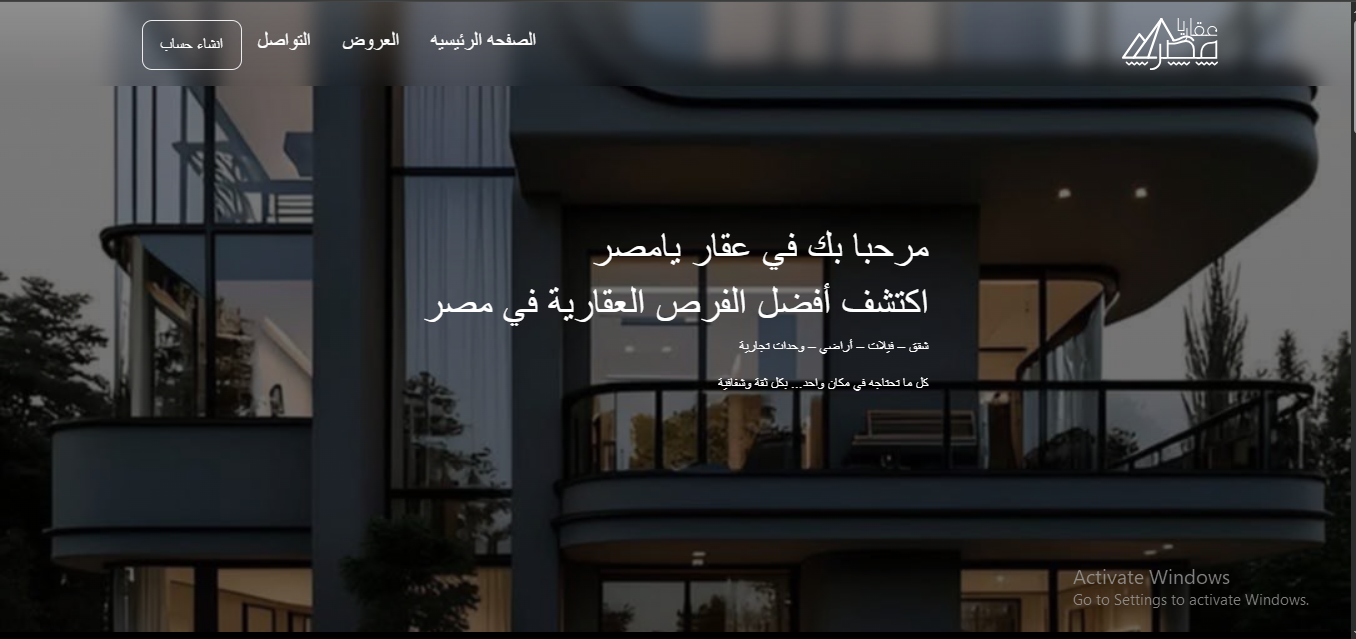 عقاريا
مصر
الصفحه الرئيسيه
العروض
التواصل
انشاء حساب
مرحبا بك في عقار يامصر
اكتشف أفضل الفرص العقارية في مصر
شقق – فيلات – أراضي – وحدات تجارية
كل ما تحتاجه في مكان واحد... بكل ثقة وشفافية
Activate Windows
Go to Settings to activate Windows.